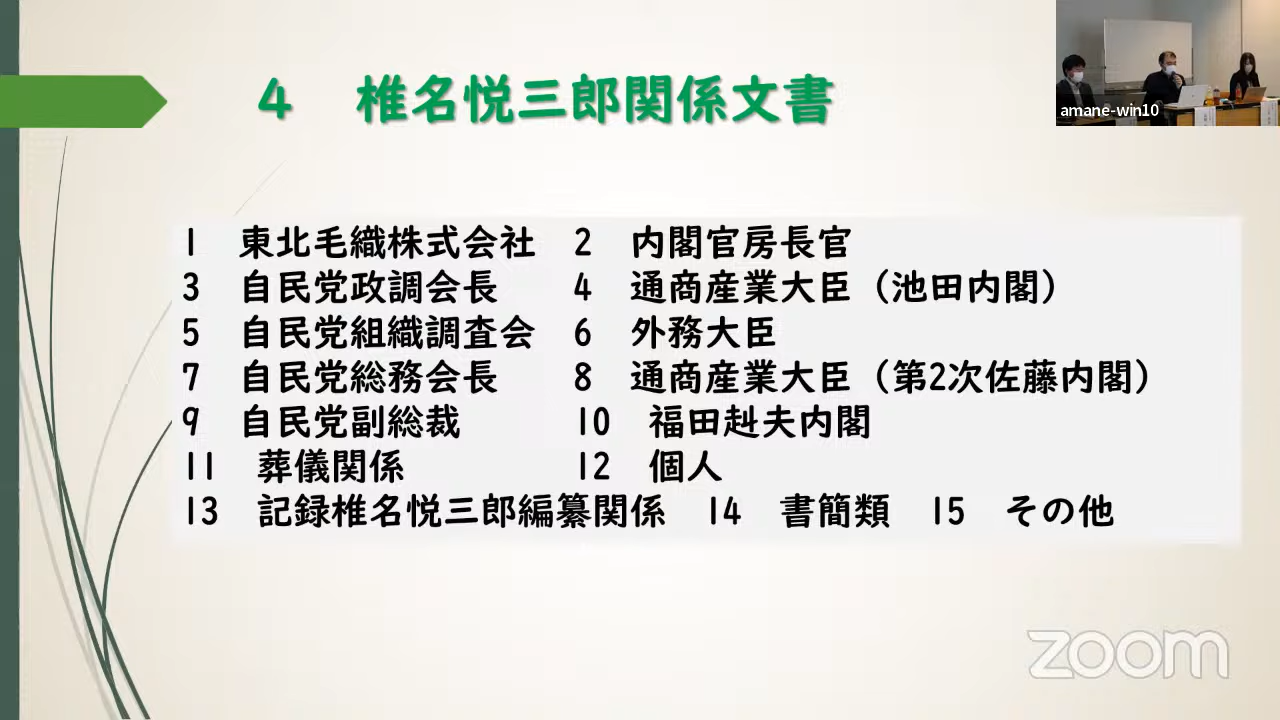 4 椎名悦三郎関係文書
amane-win10
1 東北毛織株式会社 2 内閣官房長官
3 自民党政調会長 4 通商産業大臣（池田内閣）
5 自民党組織調査会 6 外務大臣
7 自民党総務会長 8 通商産業大臣（第2次佐藤内閣）
9 自民党副総裁 10 福田赳夫内閣
11 葬儀関係 12 個人
13 記録椎名悦三郎編纂関係 14 書簡類 15 その他
zoom